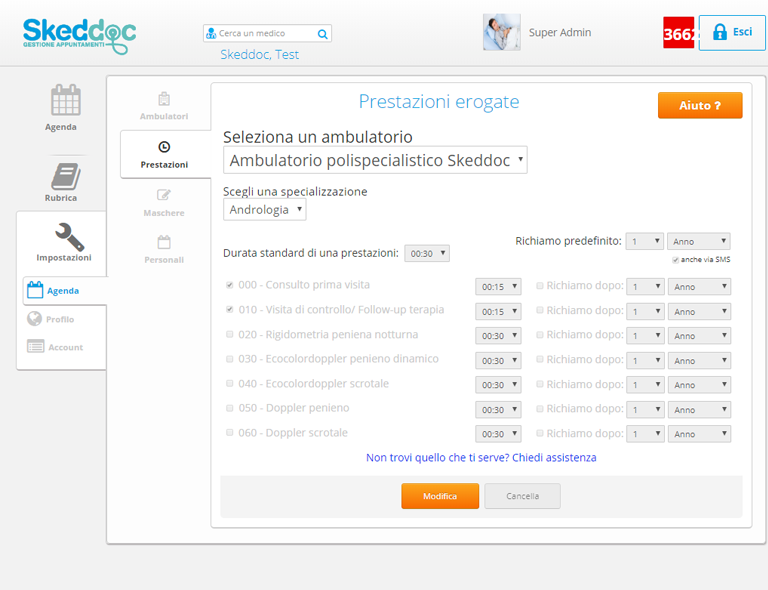 Skeddoc
GESTIONE APPUNTAMENTI
Cerca un medico
Skeddoc, Test
Super Admin
3662
Esci
Agenda
Rubrica
Impostazioni
Agenda
Profilo
Account
Ambulatori
Prestazioni
Maschere
Personali
Prestazioni erogate
Aiuto ?
Seleziona un ambulatorio
Ambulatorio polispecialistico Skeddoc
Scegli una specializzazione
Andrologia
Richiamo predefinito: 1 Anno
anche via SMS
Durata standard di una prestazioni: 00:30
000 - Consulto prima visita 00:15 Richiamo dopo: 1 Anno
010 - Visita di controllo/ Follow-up terapia 00:15 Richiamo dopo: 1 Anno
020 - Rigidometria peniena notturna 00:30 Richiamo dopo: 1 Anno
030 - Ecocolordoppler penieno dinamico 00:30 Richiamo dopo: 1 Anno
040 - Ecocolordoppler scrotale 00:30 Richiamo dopo: 1 Anno
050 - Doppler penieno 00:30 Richiamo dopo: 1 Anno
060 - Doppler scrotale 00:30 Richiamo dopo: 1 Anno
Non trovi quello che ti serve? Chiedi assistenza
Modifica
Cancella